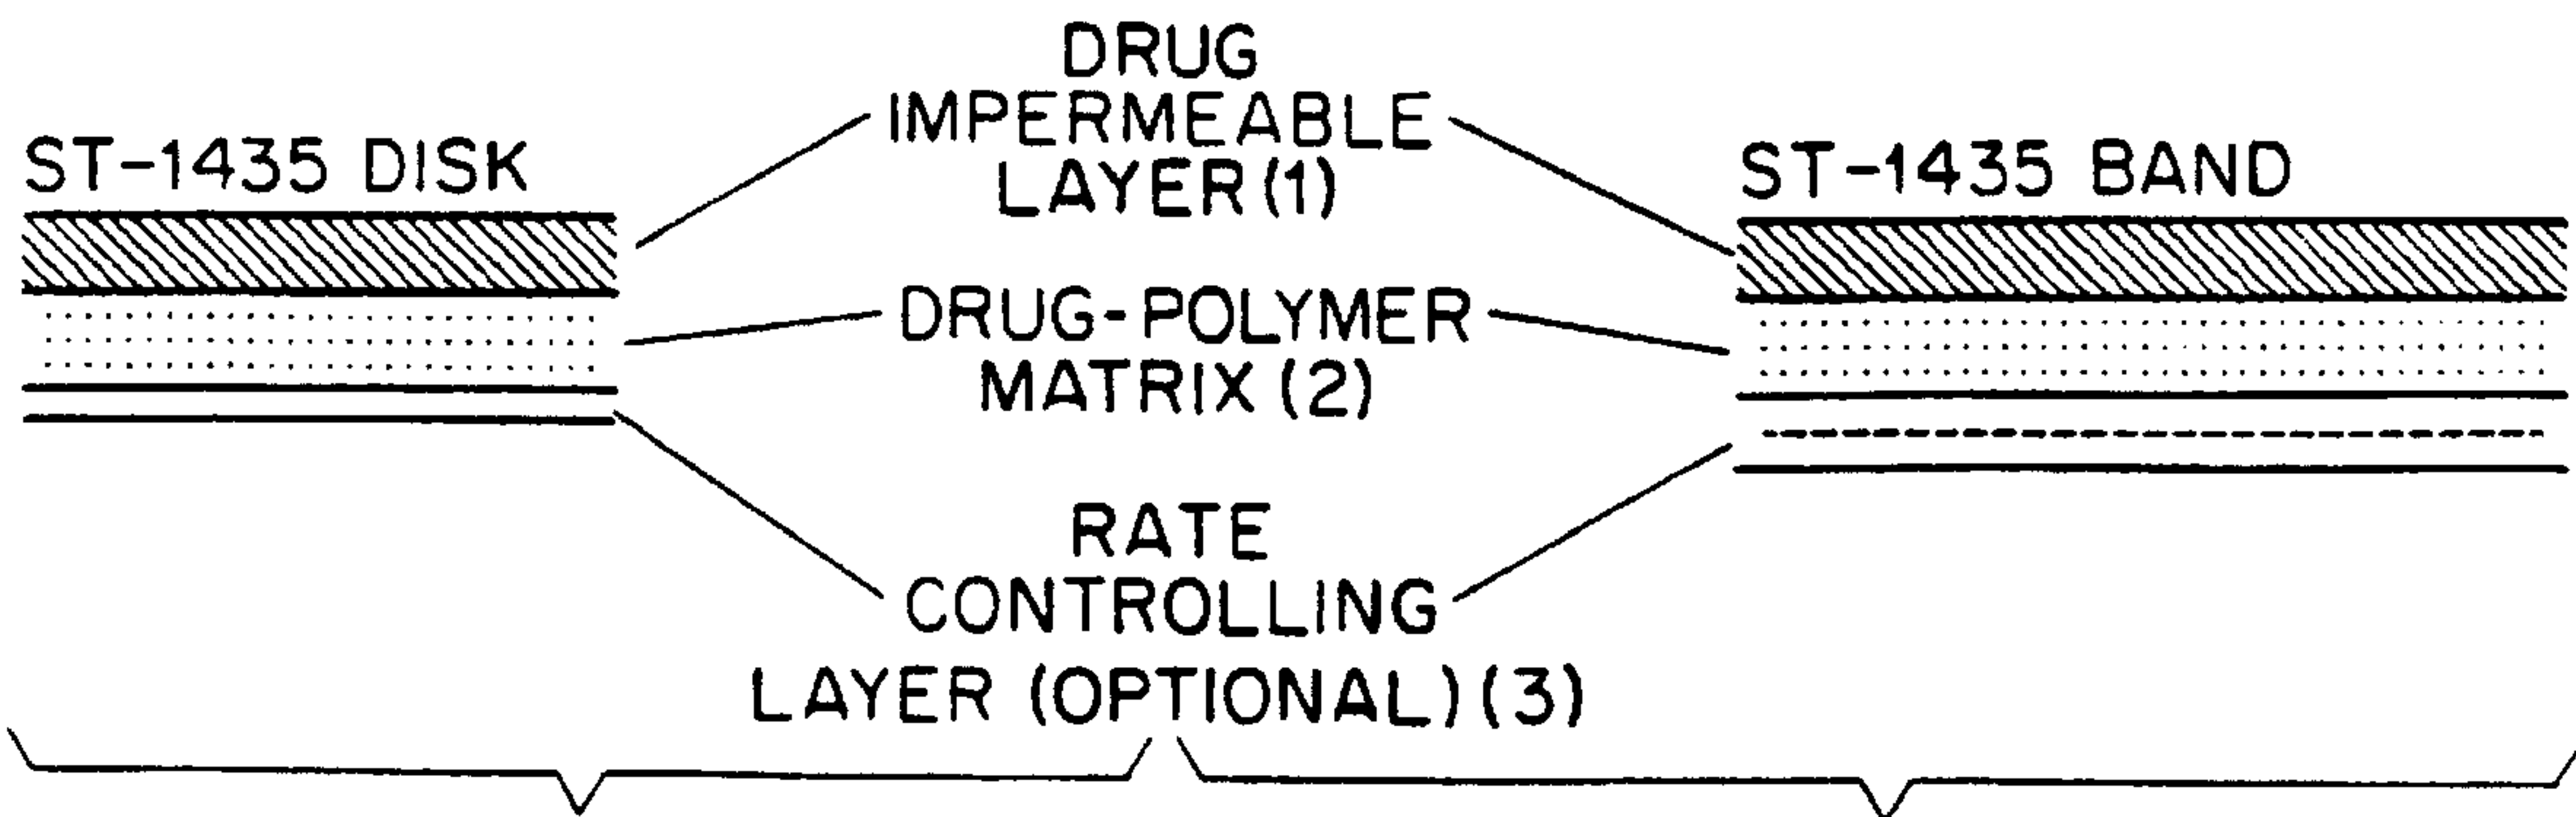 ST-1435 DISK
DRUG
IMPERMEABLE
LAYER (1)
ST-1435 BAND
DRUG-POLYMER
MATRIX (2)
RATE
CONTROLLING
LAYER (OPTIONAL) (3)